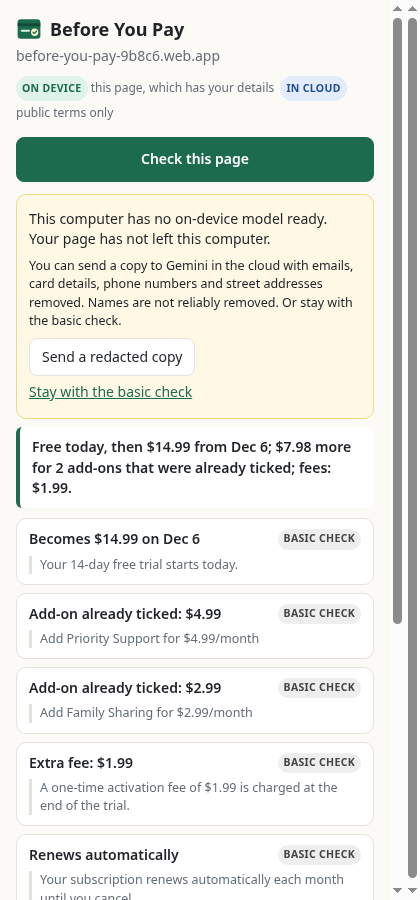 Before You Pay
before-you-pay-9b8c6.web.app
ON DEVICE this page, which has your details IN CLOUD
public terms only
Check this page
This computer has no on-device model ready.
Your page has not left this computer.
You can send a copy to Gemini in the cloud with emails,
card details, phone numbers and street addresses
removed. Names are not reliably removed. Or stay with
the basic check.
Send a redacted copy
Stay with the basic check
Free today, then $14.99 from Dec 6; $7.98 more
for 2 add-ons that were already ticked; fees:
$1.99.
Becomes $14.99 on Dec 6 BASIC CHECK
Your 14-day free trial starts today.
Add-on already ticked: $4.99 BASIC CHECK
Add Priority Support for $4.99/month
Add-on already ticked: $2.99 BASIC CHECK
Add Family Sharing for $2.99/month
Extra fee: $1.99 BASIC CHECK
A one-time activation fee of $1.99 is charged at the
end of the trial.
Renews automatically BASIC CHECK
Your subscription renews automatically each month
until you cancel.